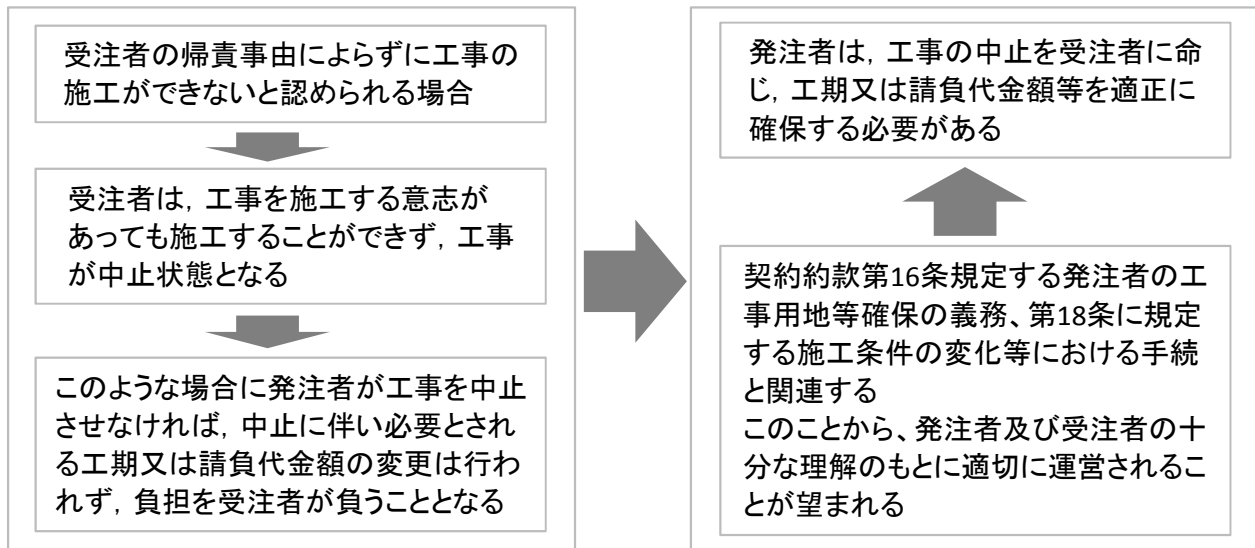 受注者の帰責事由によらずに工事の
施工ができないと認められる場合
受注者は，工事を施工する意志が
あっても施工することができず，工事
が中止状態となる
このような場合に発注者が工事を中止
させなければ，中止に伴い必要とされ
る工期又は請負代金額の変更は行わ
れず，負担を受注者が負うこととなる
発注者は，工事の中止を受注者に命
じ，工期又は請負代金額等を適正に
確保する必要がある
契約約款第16条規定する発注者の工
事用地等確保の義務、第18条に規定
する施工条件の変化等における手続
と関連する
このことから、発注者及び受注者の十
分な理解のもとに適切に運営されるこ
とが望まれる